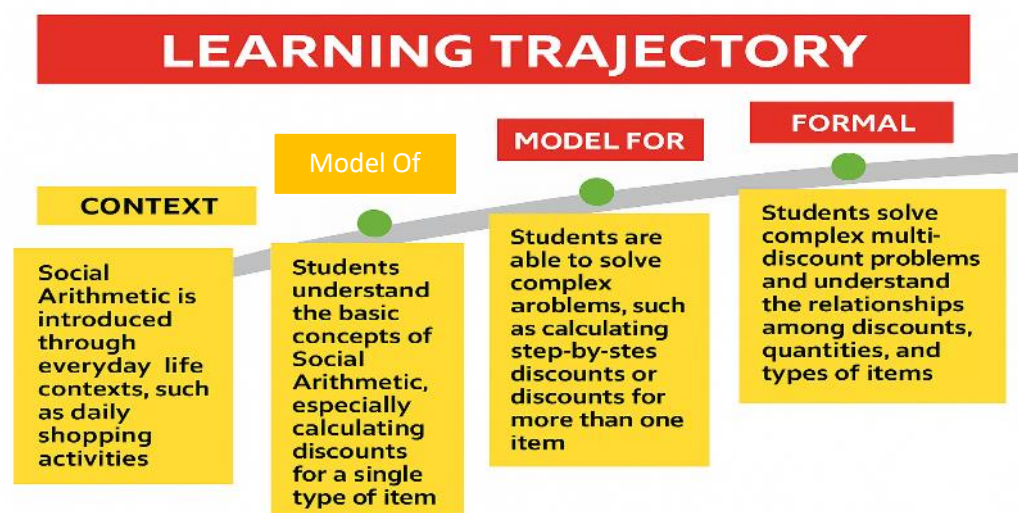 LEARNING TRAJECTORY
CONTEXT
Social
Arithmetic is
introduced
through
everyday life
contexts, such
as daily
shopping
activities
Model Of
Students
understand
the basic
concepts of
Social
Arithmetic,
especially
calculating
discounts
for a single
type of item
MODEL FOR
Students are
able to solve
complex
aroblems, such
as calculating
step-by-stes
discounts or
discounts for
more than one
item
FORMAL
Students solve
complex multi-
discount problems
and understand
the relationships
among discounts,
quantities, and
types of items